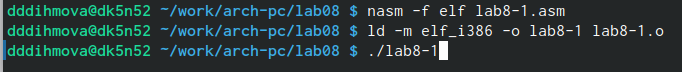 dddihmova@dk5n52 ~/work/arch-pc/lab08 $ nasm -f elf lab8-1.asm
dddihmova@dk5n52 ~/work/arch-pc/lab08 $ ld -m elf_i386 -o lab8-1 lab8-1.o
dddihmova@dk5n52 ~/work/arch-pc/lab08 $ ./lab8-1